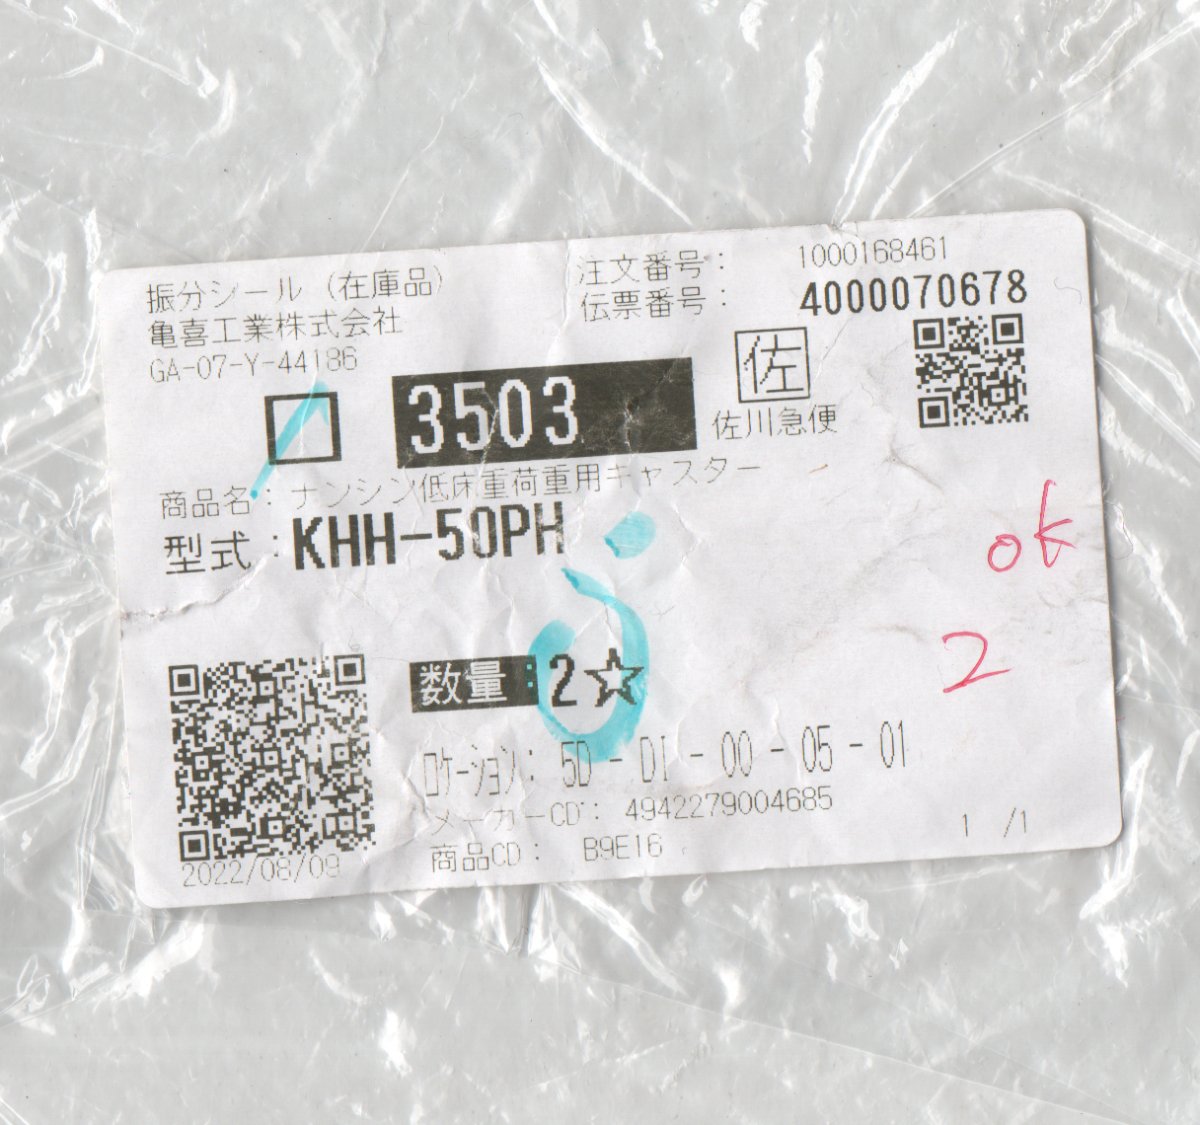 振分シール (在庫品)
亀喜工業株式会社
GA-07-Y-44186
注文番号: 1000168461
伝票番号: 4000070678
3503
佐
佐川急便
商品名: ナンシン低床重荷重用キャスター
型式: KHH-50PH
ok
2
数量:2☆
ロケーション: 5D - DI - 00 - 05 - 01
メーカーCD: 4942279004685
商品CD: B9E16
1 /1
2022/08/09